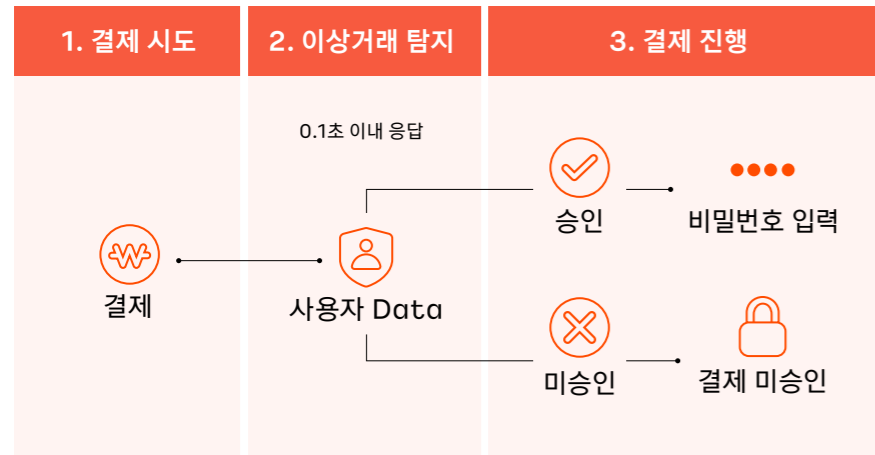 1. 결제 시도
2. 이상거래 탐지
3. 결제 진행
0.1초 이내 응답
결제
사용자 Data
승인
비밀번호 입력
미승인
결제 미승인